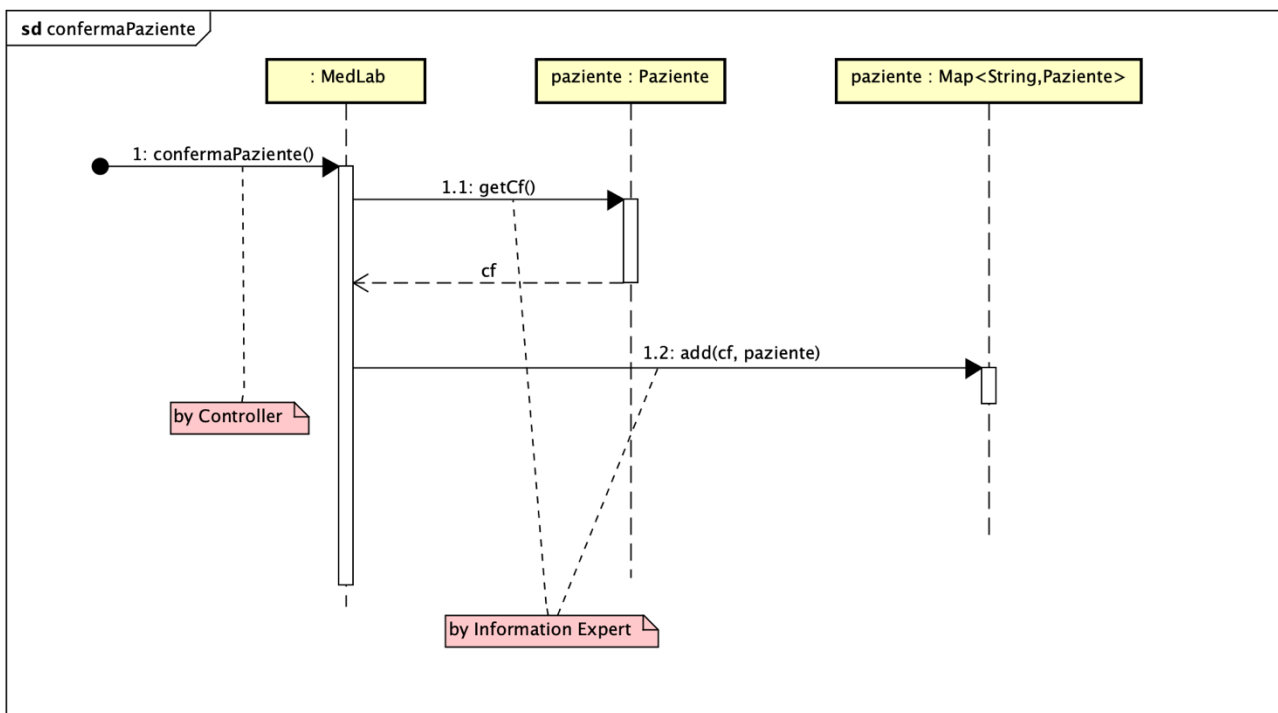 sd confermaPaziente
: MedLab
paziente : Paziente
paziente : Map<String,Paziente>
1: confermaPaziente()
1.1: getCf()
cf
1.2: add(cf, paziente)
by Controller
by Information Expert